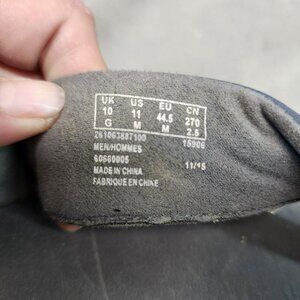 UK US EU CN
10 11 44.5 270
G M M 2.5
261063887100 15906
MEN/HOMMES
60660005 11/15
MADE IN CHINA
FABRIQUE EN CHINE